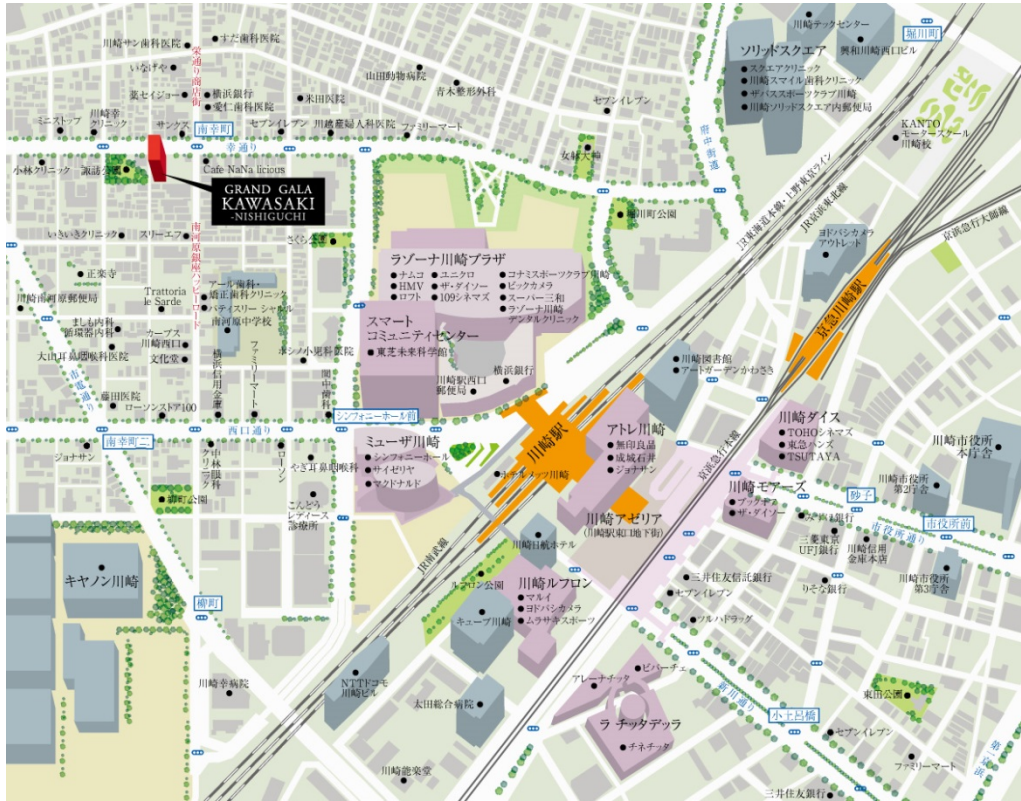 川崎サン歯科医院
すだ歯科医院
いなげや
栄通り商店街
薬セイジョー
横浜銀行
愛仁歯科医院
米田医院
山田動物病院
青木整形外科
セブンイレブン
ミニストップ
川崎幸
クリニック
サンクス
南幸町
セブンイレブン
川越産婦人科医院
ファミリーマート
幸通り
小林クリニック
諏訪公園
Cafe NaNa licious
GRAND GALA
KAWASAKI
-NISHIGUCHI
女躰大神
府中街道
ソリッドスクエア
スクエアクリニック
川崎スマイル歯科クリニック
ザバススポーツクラブ川崎
川崎ソリッドスクエア内郵便局
川崎テックセンター
興和川崎西口ビル
堀川町
KANTO
モータースクール
川崎校
いきいきクリニック
スリーエフ
南河原銀座ハッピーロード
さくら公園
堀川町公園
JR東海道本線・上野東京ライン
JR京浜東北線
京浜急行大師線
ヨドバシカメラ
アウトレット
正楽寺
川崎南河原郵便局
Trattoria
le Sarde
アール歯科・
矯正歯科クリニック
パティスリー シャルル
南河原中学校
ましも内科
循環器内科
カーブス
川崎西口
大山耳鼻咽喉科医院
文化堂
横浜信用金庫
ファミリーマート
ホシノ小児科医院
関中歯科
市電通り
藤田医院
ローソンストア100
ラゾーナ川崎プラザ
ナムコ
ユニクロ
コナミスポーツクラブ川崎
HMV
ザ・ダイソー
ビックカメラ
ロフト
109シネマズ
スーパー三和
ラゾーナ川崎
デンタルクリニック
スマート
コミュニティセンター
東芝未来科学館
川崎駅西口
郵便局
横浜銀行
シンフォニーホール前
西口通り
京急川崎駅
川崎図書館
アートガーデンかわさき
川崎駅
アトレ川崎
無印良品
成城石井
ジョナサン
京浜急行本線
川崎ダイス
TOHOシネマズ
東急ハンズ
TSUTAYA
南幸町二
ジョナサン
中林眼科
クリニック
ローソン
やぎ耳鼻咽喉科
ミューザ川崎
シンフォニーホール
サイゼリヤ
マクドナルド
ホテルメッツ川崎
川崎アゼリア
(川崎駅東口地下街)
川崎モアーズ
ブックオフ
ザ・ダイソー
川崎市役所
本庁舎
川崎市役所
第2庁舎
砂子
市役所前
市役所通り
みずほ銀行
三菱東京
UFJ銀行
川崎信用
金庫本店
川崎市役所
第3庁舎
りそな銀行
三井住友信託銀行
セブンイレブン
ツルハドラッグ
柳町公園
こんどう
レディース
診療所
JR南武線
川崎日航ホテル
キヤノン川崎
柳町
ルフロン公園
川崎ルフロン
マルイ
ヨドバシカメラ
ムラサキスポーツ
キューブ川崎
川崎幸病院
NTTドコモ
川崎ビル
太田総合病院
ビバーチェ
アレーナチッタ
ラ チッタデッラ
チネチッタ
川崎能楽堂
新川通り
小土呂橋
東田公園
セブンイレブン
ファミリーマート
第一京浜
三井住友銀行